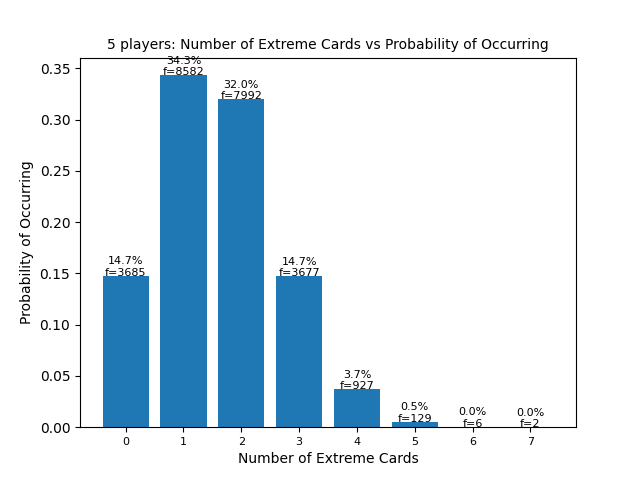 5 players: Number of Extreme Cards vs Probability of Occurring
34.3%
f=8582
32.0%
f=7992
14.7%
f=3685
14.7%
f=3677
3.7%
f=927
0.5%
f=129
0.0%
f=6
0.0%
f=2
0.35
0.30
0.25
0.20
0.15
0.10
0.05
0.00
Probability of Occurring
0 1 2 3 4 5 6 7
Number of Extreme Cards